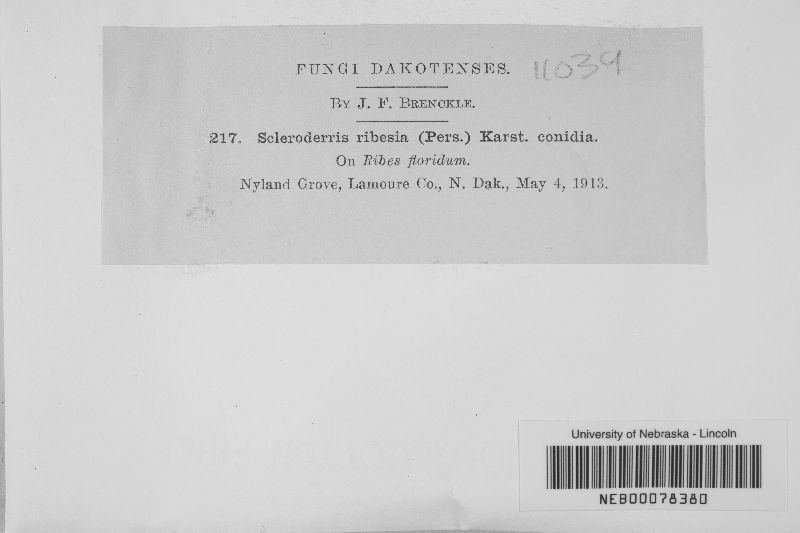 FUNGI DAKOTENSES. 11039
BY J. F. BRENCKLE.
217. Scleroderris ribesia (Pers.) Karst. conidia.
On Ribes floridum.
Nyland Grove, Lamoure Co., N. Dak., May 4, 1913.
University of Nebraska - Lincoln
NEB00078380